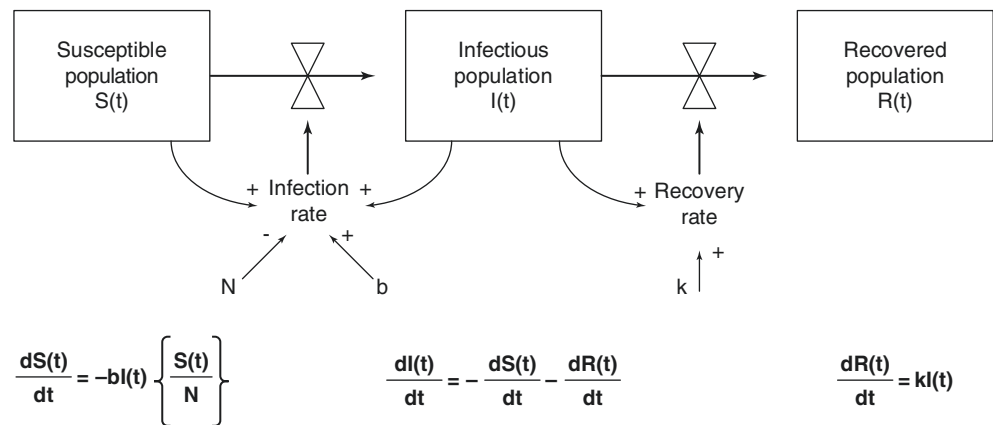 Susceptible
population
S(t)
Infectious
population
I(t)
Recovered
population
R(t)
+ Infection +
rate
- +
N b
+ Recovery
rate
+
k
dS(t)/dt = –bI(t) {S(t)/N}
dI(t)/dt = – dS(t)/dt – dR(t)/dt
dR(t)/dt = kI(t)